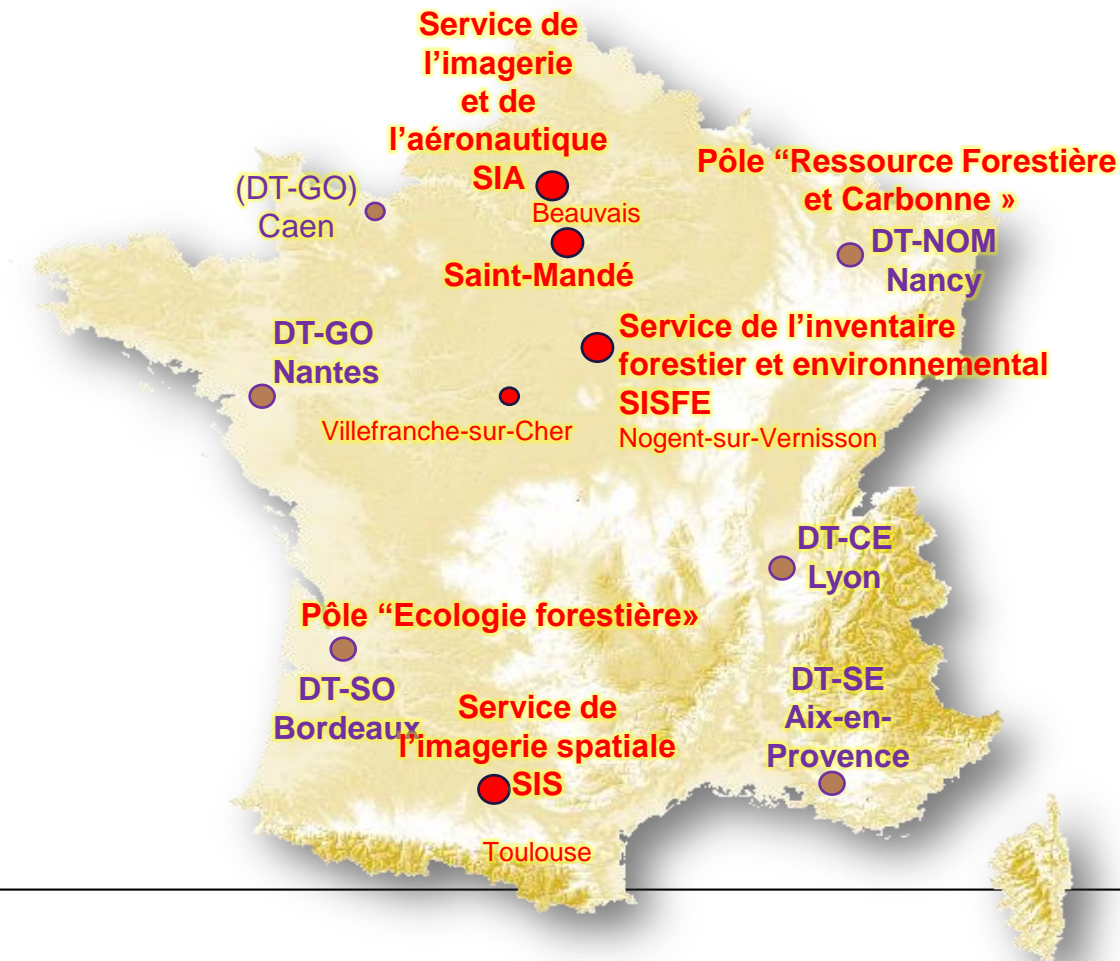 Service de
l’imagerie
et de
l’aéronautique
SIA
Beauvais
Pôle “Ressource Forestière
et Carbonne »
(DT-GO)
Caen
DT-NOM
Nancy
Saint-Mandé
DT-GO
Nantes
Service de l’inventaire
forestier et environnemental
SISFE
Nogent-sur-Vernisson
Villefranche-sur-Cher
DT-CE
Lyon
Pôle “Ecologie forestière»
DT-SO
Bordeaux
Service de
l’imagerie spatiale
SIS
Toulouse
DT-SE
Aix-en-
Provence